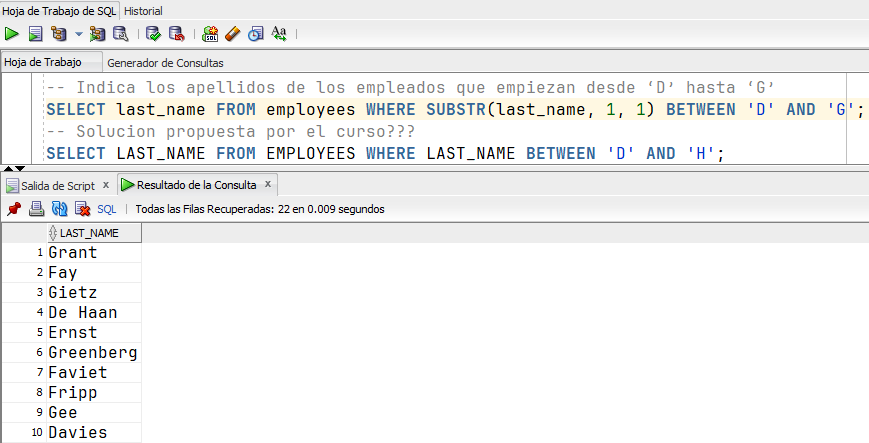 Hoja de Trabajo de SQL Historial
Hoja de Trabajo Generador de Consultas
-- Indica los apellidos de los empleados que empiezan desde ‘D’ hasta ‘G’
SELECT last_name FROM employees WHERE SUBSTR(last_name, 1, 1) BETWEEN 'D' AND 'G';
-- Solucion propuesta por el curso???
SELECT LAST_NAME FROM EMPLOYEES WHERE LAST_NAME BETWEEN 'D' AND 'H';
Salida de Script x Resultado de la Consulta x
SQL | Todas las Filas Recuperadas: 22 en 0.009 segundos
LAST_NAME
1 Grant
2 Fay
3 Gietz
4 De Haan
5 Ernst
6 Greenberg
7 Faviet
8 Fripp
9 Gee
10 Davies